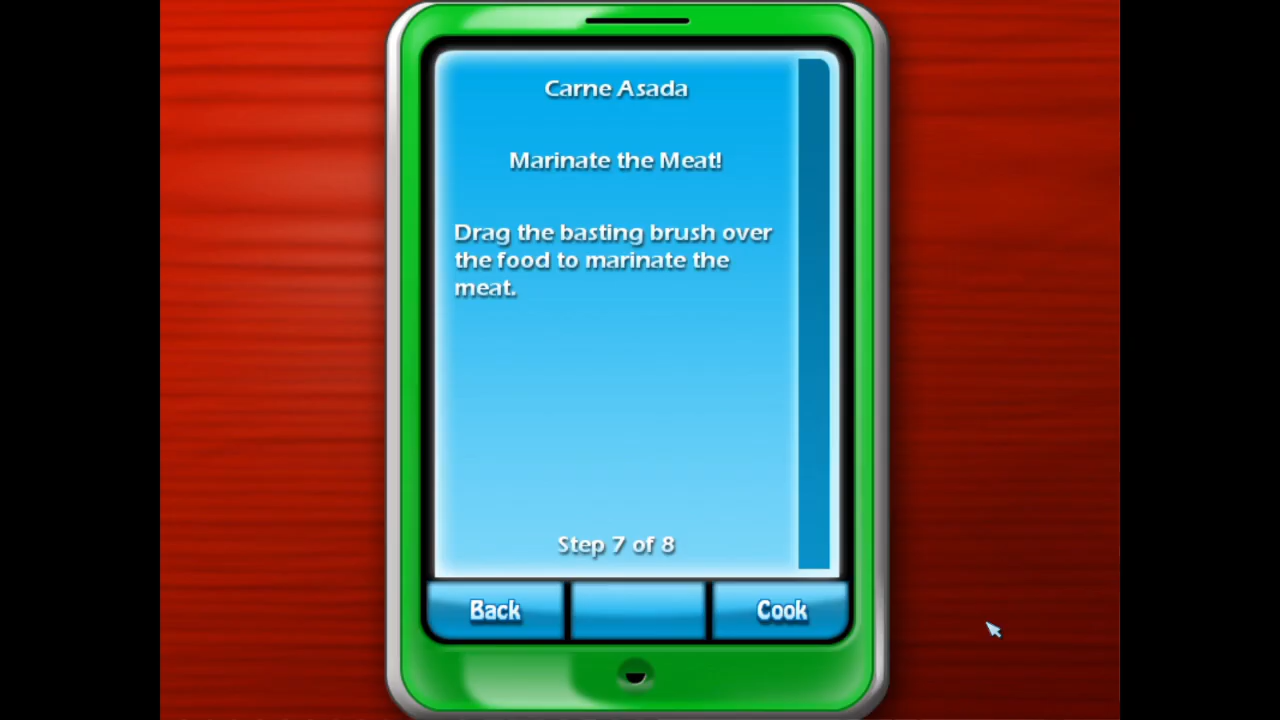 Carne Asada
Marinate the Meat!
Drag the basting brush over
the food to marinate the
meat.
Step 7 of 8
Back
Cook